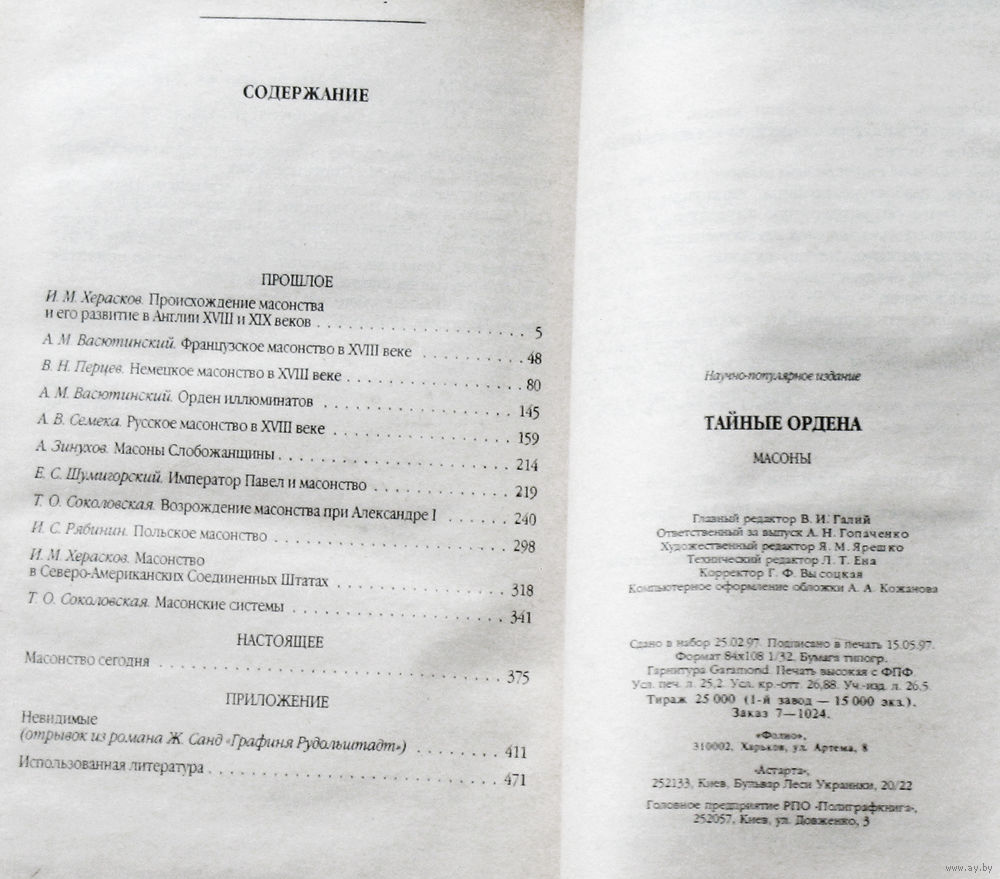 СОДЕРЖАНИЕ
ПРОШЛОЕ
И. М. Херасков. Происхождение масонства
и его развитие в Англии XVIII и XIX веков . . . . . . . . . . . . . . . . . . . . 5
А. М. Васютинский. Французское масонство в XVIII веке . . . . . . . . . 48
В. Н. Перцев. Немецкое масонство в XVIII веке . . . . . . . . . . . . . . . . 80
А. М. Васютинский. Орден иллюминатов . . . . . . . . . . . . . . . . . . 145
А. В. Семека. Русское масонство в XVIII веке . . . . . . . . . . . . . . . . . 159
А. Зинухов. Масоны Слобожанщины . . . . . . . . . . . . . . . . . . . . . . 214
Е. С. Шумигорский. Император Павел и масонство . . . . . . . . . . . . . 219
Т. О. Соколовская. Возрождение масонства при Александре I . . . . . . 240
И. С. Рябинин. Польское масонство . . . . . . . . . . . . . . . . . . . . . . . 298
И. М. Херасков. Масонство
в Северо-Американских Соединенных Штатах . . . . . . . . . . . . . . . . 318
Т. О. Соколовская. Масонские системы . . . . . . . . . . . . . . . . . . . . 341
НАСТОЯЩЕЕ
Масонство сегодня . . . . . . . . . . . . . . . . . . . . . . . . . . . . . . . 375
ПРИЛОЖЕНИЕ
Невидимые
(отрывок из романа Ж. Санд «Графиня Рудольштадт») . . . . . . . . . . 411
Использованная литература . . . . . . . . . . . . . . . . . . . . . . . . . . . 471
Научно-популярное издание
ТАЙНЫЕ ОРДЕНА
МАСОНЫ
Главный редактор В. И. Галий
Ответственный за выпуск А. Н. Гопаченко
Художественный редактор Я. М. Ярешко
Технический редактор Л. Т. Ена
Корректор Г. Ф. Высоцкая
Компьютерное оформление обложки А. А. Кожанова
Сдано в набор 25.02.97. Подписано в печать 15.05.97.
Формат 84х108 1/32. Бумага типогр.
Гарнитура Garamond. Печать высокая с ФПФ.
Усл. печ. л. 25,2. Усл. кр.-отт. 26,88. Уч.-изд. л. 26,5.
Тираж 25 000 (1-й завод — 15 000 экз.).
Заказ 7—1024.
«Фолио»,
310002, Харьков, ул. Артема, 8
«Астарта»,
252133, Киев, Бульвар Леси Украинки, 20/22
Головное предприятие РПО «Полиграфкнига»,
252057, Киев, ул. Довженко, 3
www.ay.by